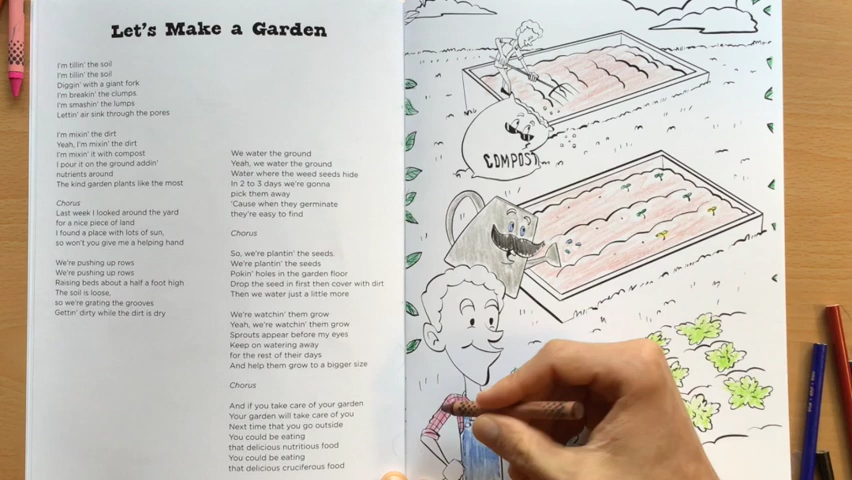 Let's Make a Garden
I'm tillin' the soil
I'm tillin' the soil
Diggin' with a giant fork
I'm breakin' the clumps.
I'm smashin' the lumps
Lettin' air sink through the pores
I'm mixin' the dirt
Yeah, I'm mixin' the dirt
I'm mixin' it with compost
I pour it on the ground addin'
nutrients around
The kind garden plants like the most
Chorus
Last week I looked around the yard
for a nice piece of land
I found a place with lots of sun,
so won't you give me a helping hand
We're pushing up rows
We're pushing up rows
Raising beds about a half a foot high
The soil is loose,
so we're grating the grooves
Gettin' dirty while the dirt is dry
We water the ground
Yeah, we water the ground
Water where the weed seeds hide
In 2 to 3 days we're gonna
pick them away
'Cause when they germinate
they're easy to find
Chorus
So, we're plantin' the seeds.
We're plantin' the seeds
Pokin' holes in the garden floor
Drop the seed in first then cover with dirt
Then we water just a little more
We're watchin' them grow
Yeah, we're watchin' them grow
Sprouts appear before my eyes
Keep on watering away
for the rest of their days
And help them grow to a bigger size
Chorus
And if you take care of your garden
Your garden will take care of you
Next time that you go outside
You could be eating
that delicious nutritious food
You could be eating
that delicious cruciferous food
COMPOST